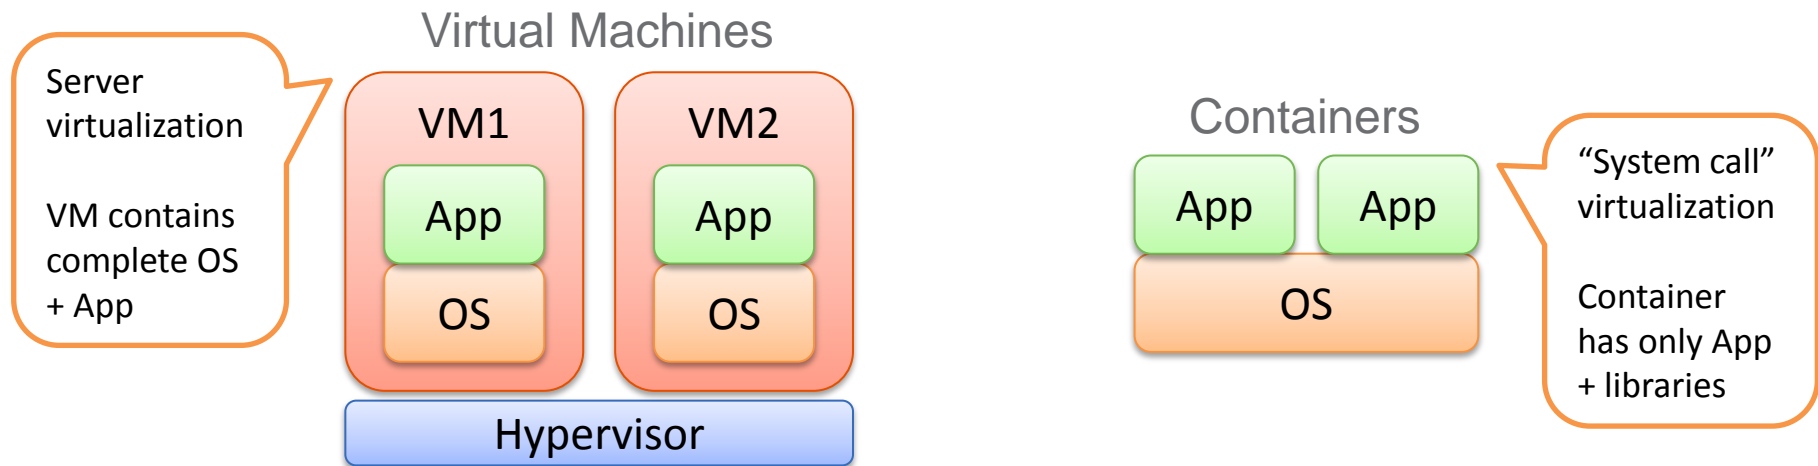 Virtual Machines
Server
virtualization
VM contains
complete OS
+ App
VM1
App
OS
VM2
App
OS
Hypervisor
Containers
App
App
OS
“System call”
virtualization
Container
has only App
+ libraries